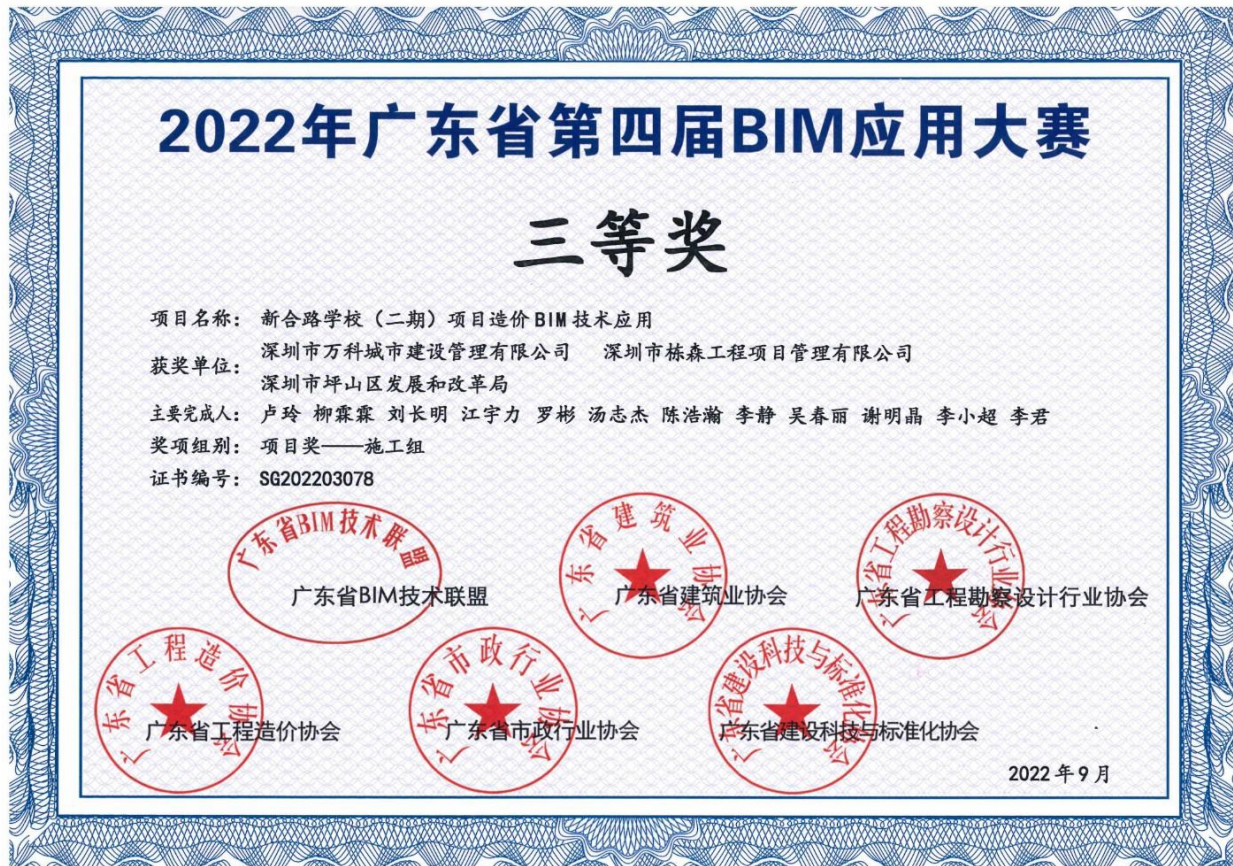 2022年广东省第四届BIM应用大赛
三等奖
项目名称：新合路学校（二期）项目造价BIM技术应用
获奖单位：深圳市万科城市建设管理有限公司 深圳市栋森工程项目管理有限公司
深圳市坪山区发展和改革局
主要完成人：卢玲 柳霖霖 刘长明 江宇力 罗彬 汤志杰 陈浩瀚 李静 吴春丽 谢明晶 李小超 李君
奖项组别：项目奖——施工组
证书编号：SG202203078
广东省BIM技术联盟
广东省建筑业协会
广东省工程勘察设计行业协会
广东省BIM技术联盟 广东省建筑业协会 广东省工程勘察设计行业协会
广东省工程造价协会
广东省市政行业协会
广东省建设科技与标准化协会
广东省工程造价协会 广东省市政行业协会 广东省建设科技与标准化协会
2022年9月